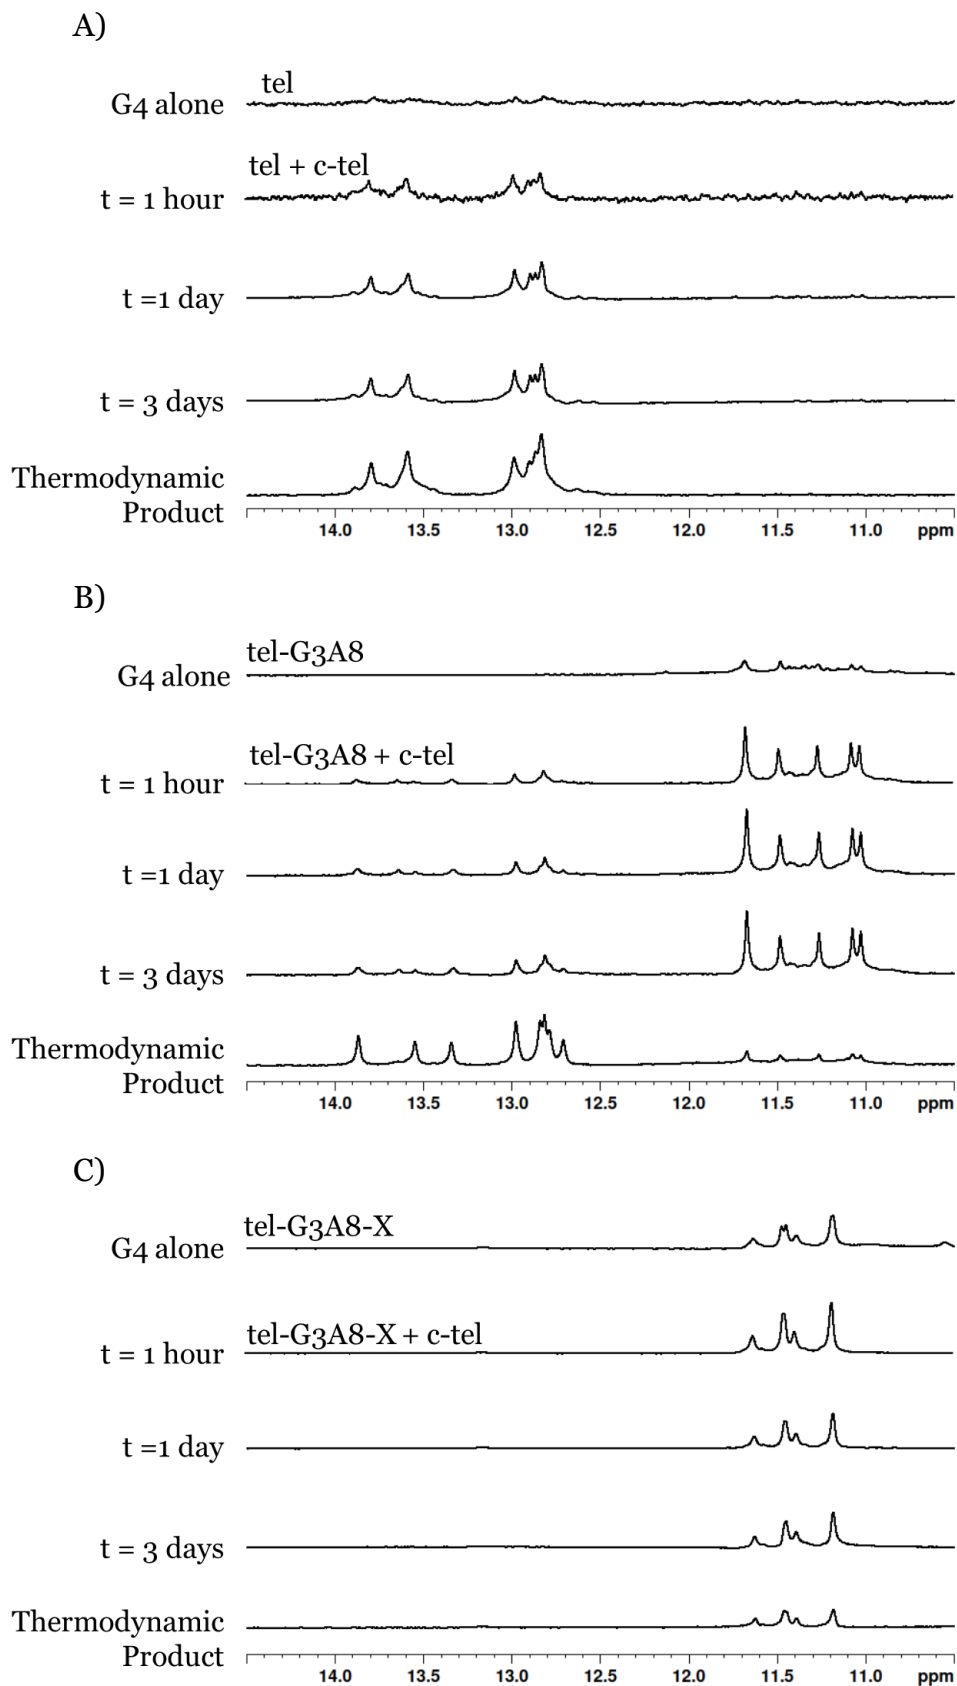 A)
tel
G4 alone
tel + c-tel
t = 1 hour
t =1 day
t = 3 days
Thermodynamic
Product
14.0 13.5 13.0 12.5 12.0 11.5 11.0 ppm
B)
tel-G3A8
G4 alone
tel-G3A8 + c-tel
t = 1 hour
t =1 day
t = 3 days
Thermodynamic
Product
14.0 13.5 13.0 12.5 12.0 11.5 11.0 ppm
C)
tel-G3A8-X
G4 alone
tel-G3A8-X + c-tel
t = 1 hour
t =1 day
t = 3 days
Thermodynamic
Product
14.0 13.5 13.0 12.5 12.0 11.5 11.0 ppm